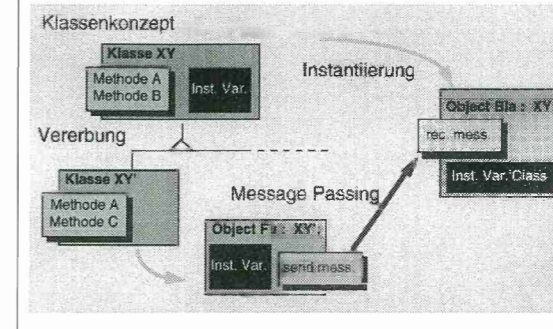 Klassenkonzept
Klasse XY
Methode A
Methode B
Inst. Var.
Instantiierung
Object Bla : XY
rec. mess.
Inst. Var. Class
Vererbung
Klasse XY'
Methode A
Methode C
Message Passing
Object : XY'
Inst. Var.
send mess.